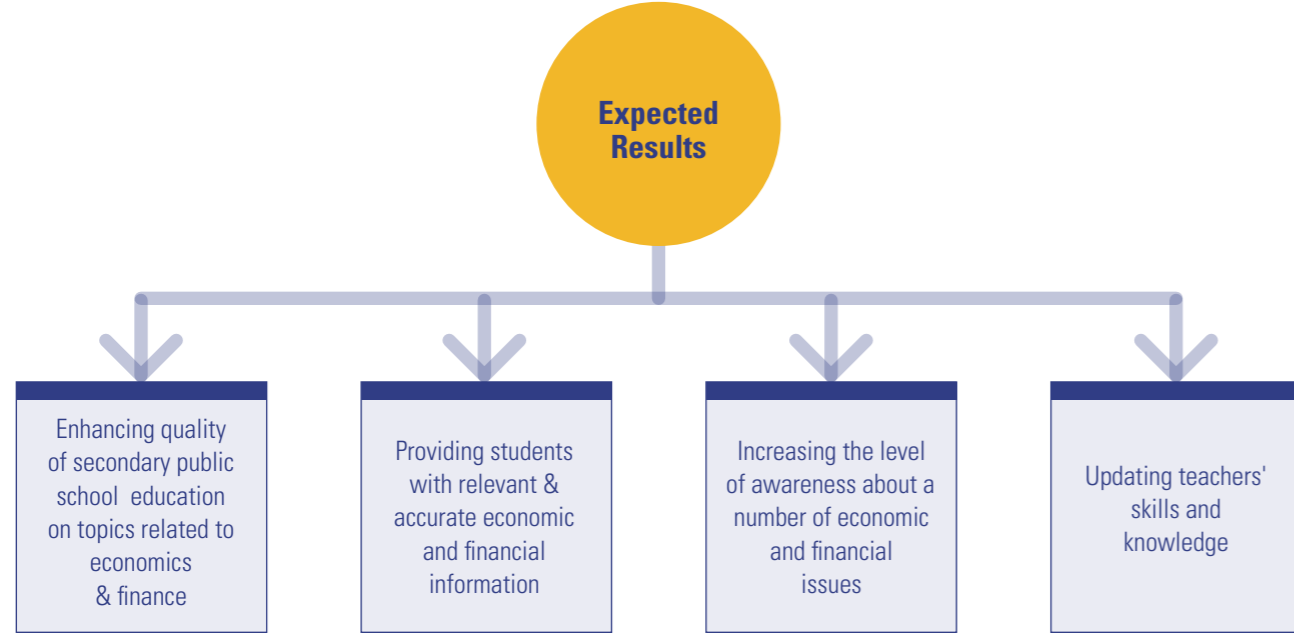 Expected
Results
Enhancing quality
of secondary public
school education
on topics related to
economics
& finance
Providing students
with relevant &
accurate economic
and financial
information
Increasing the level
of awareness about a
number of economic
and financial
issues
Updating teachers'
skills and
knowledge